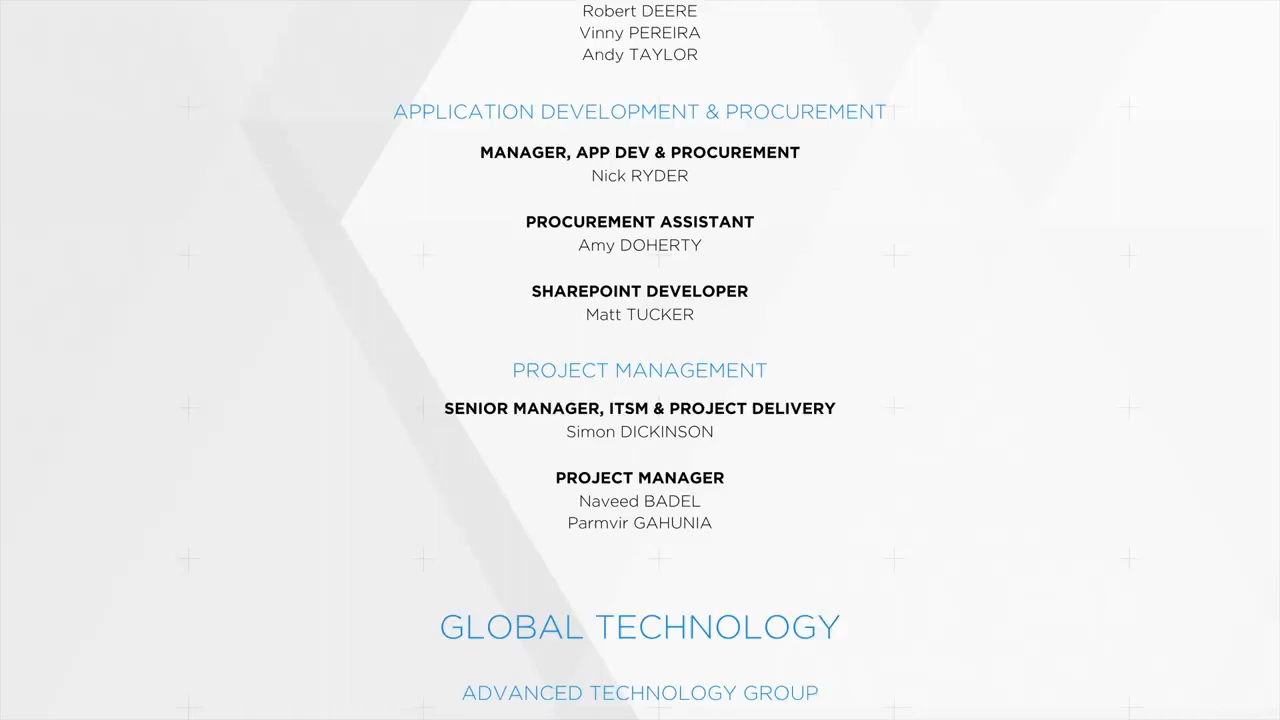 Robert DEERE
Vinny PEREIRA
Andy TAYLOR
APPLICATION DEVELOPMENT & PROCUREMENT
MANAGER, APP DEV & PROCUREMENT
Nick RYDER
PROCUREMENT ASSISTANT
Amy DOHERTY
SHAREPOINT DEVELOPER
Matt TUCKER
PROJECT MANAGEMENT
SENIOR MANAGER, ITSM & PROJECT DELIVERY
Simon DICKINSON
PROJECT MANAGER
Naveed BADEL
Parmvir GAHUNIA
GLOBAL TECHNOLOGY
ADVANCED TECHNOLOGY GROUP